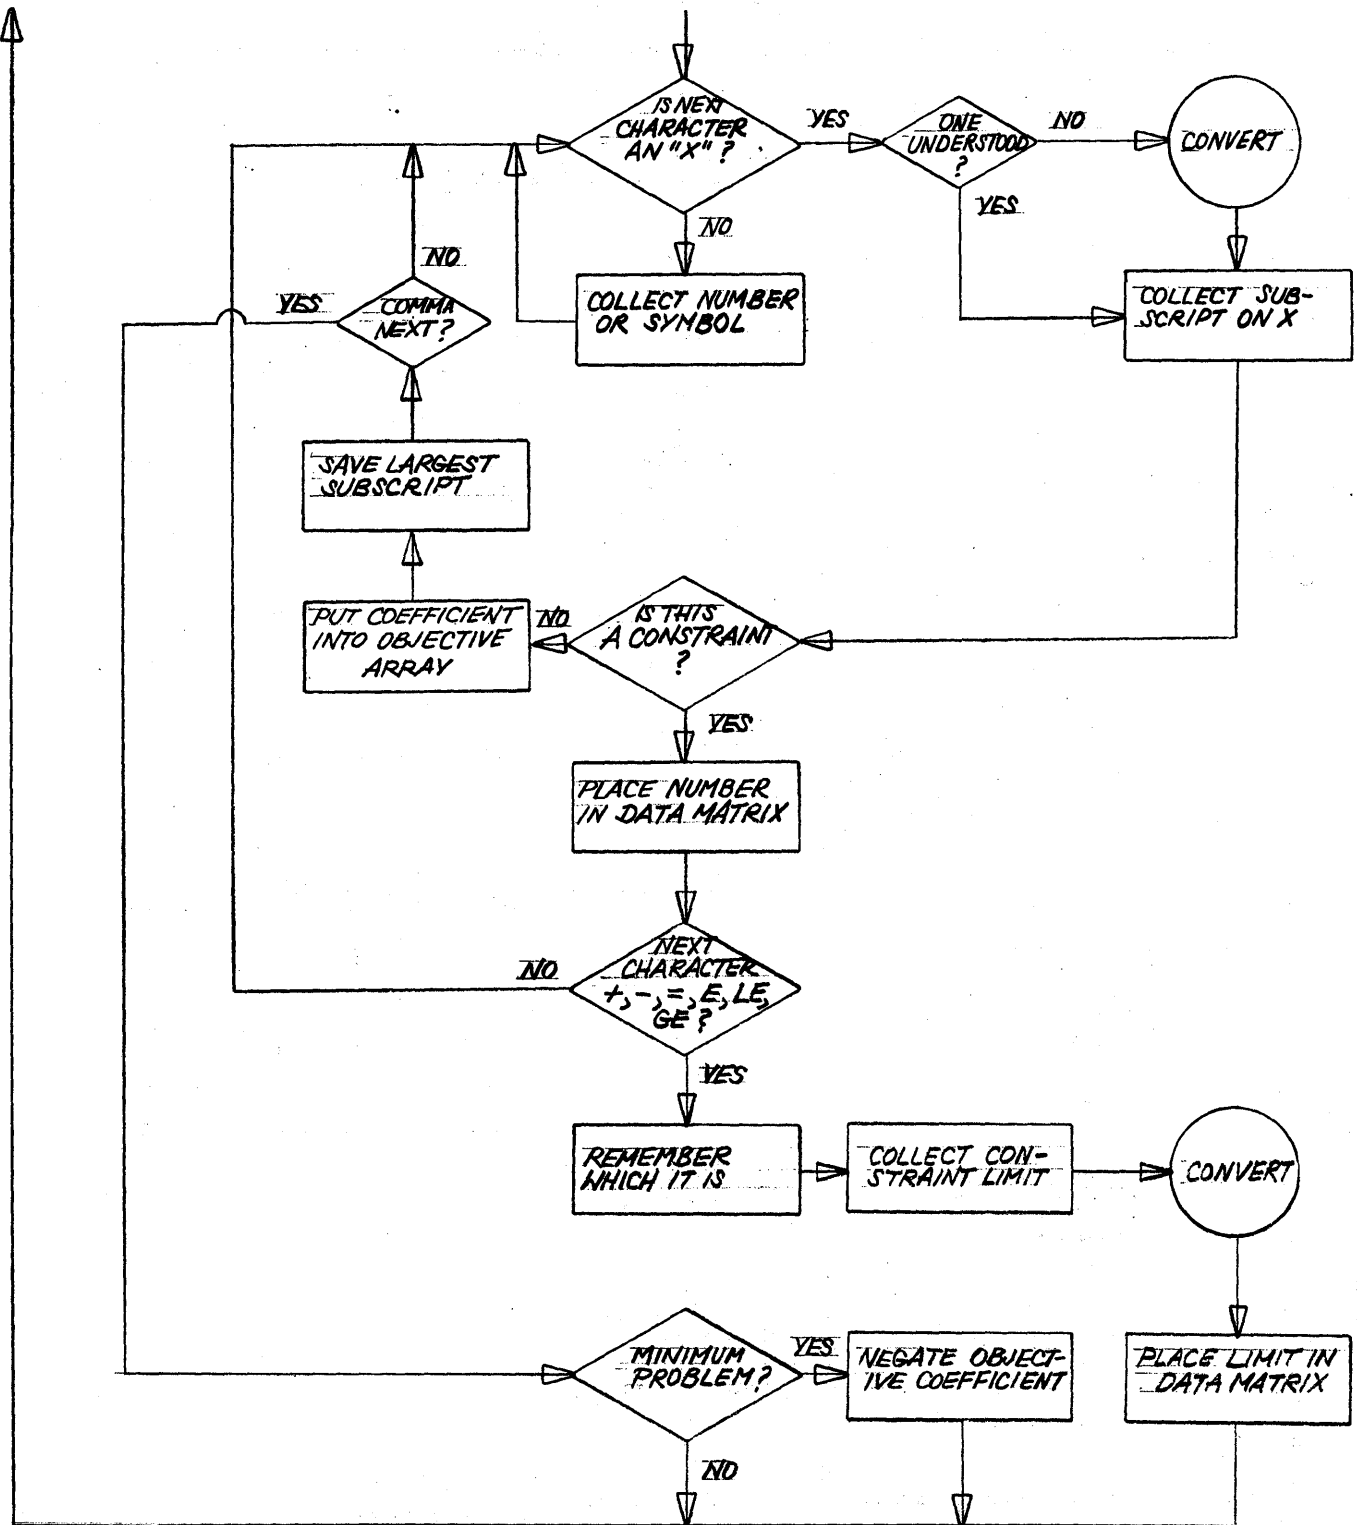 IS NEXT
CHARACTER
AN "X" ?
YES
ONE
UNDERSTOOD
?
NO
CONVERT
YES
NO
COLLECT NUMBER
OR SYMBOL
COLLECT SUB-
SCRIPT ON X
NO
YES
COMMA
NEXT?
SAVE LARGEST
SUBSCRIPT
PUT COEFFICIENT
INTO OBJECTIVE
ARRAY
NO
IS THIS
A CONSTRAINT
?
YES
PLACE NUMBER
IN DATA MATRIX
NO
NEXT
CHARACTER
+, -, =, E, LE,
GE ?
YES
REMEMBER
WHICH IT IS
COLLECT CON-
STRAINT LIMIT
CONVERT
MINIMUM
PROBLEM?
YES
NEGATE OBJECT-
IVE COEFFICIENT
PLACE LIMIT IN
DATA MATRIX
NO